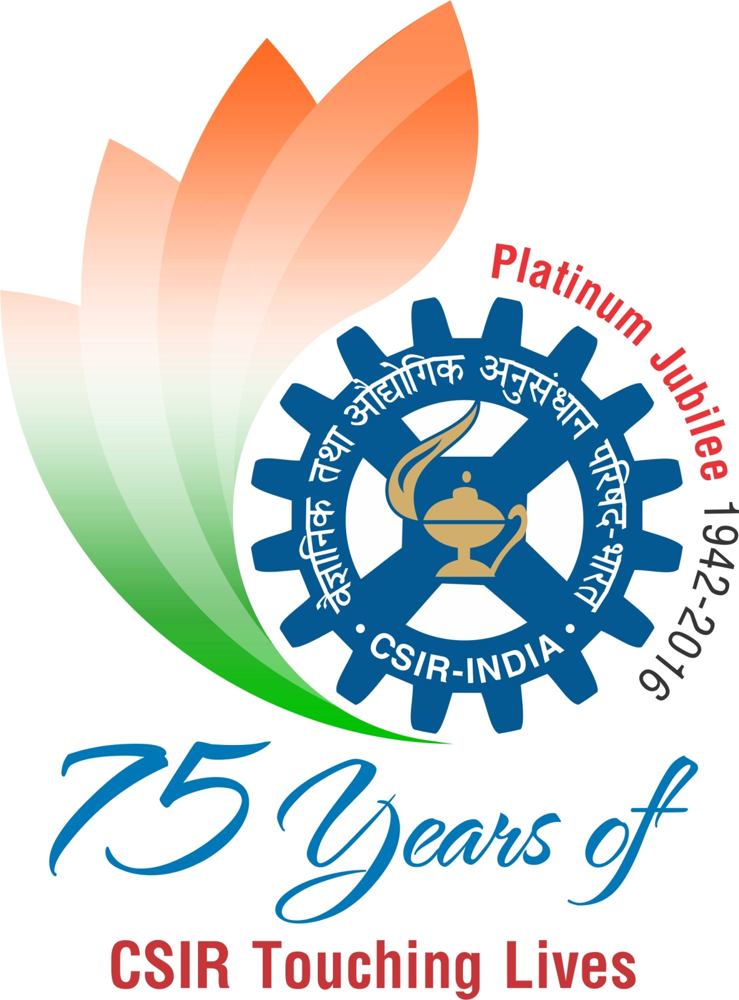 Platinum Jubilee 1942-2016
वैज्ञानिक तथा औद्योगिक अनुसंधान परिषद-भारत
• CSIR-INDIA •
75 Years of
CSIR Touching Lives